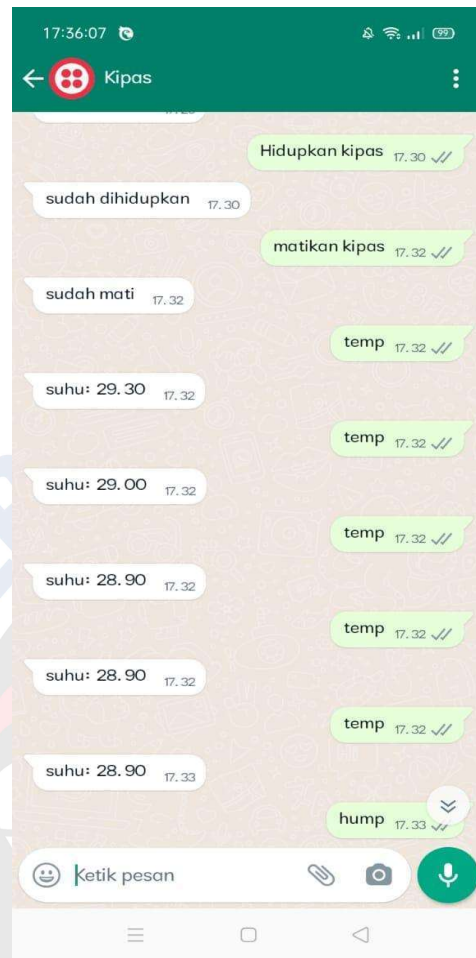 17:36:07
99
Kipas
Hidupkan kipas 17.30
sudah dihidupkan 17.30
matikan kipas 17.32
sudah mati 17.32
temp 17.32
suhu: 29.30 17.32
temp 17.32
suhu: 29.00 17.32
temp 17.32
suhu: 28.90 17.32
temp 17.32
suhu: 28.90 17.32
temp 17.32
suhu: 28.90 17.33
hump 17.33
Ketik pesan